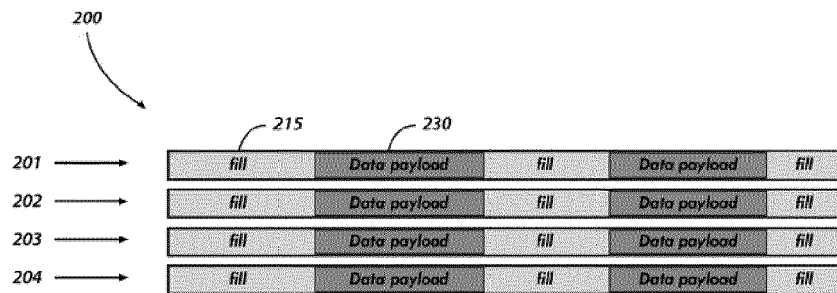 200
215 230
201 fill Data payload fill Data payload fill
202 fill Data payload fill Data payload fill
203 fill Data payload fill Data payload fill
204 fill Data payload fill Data payload fill